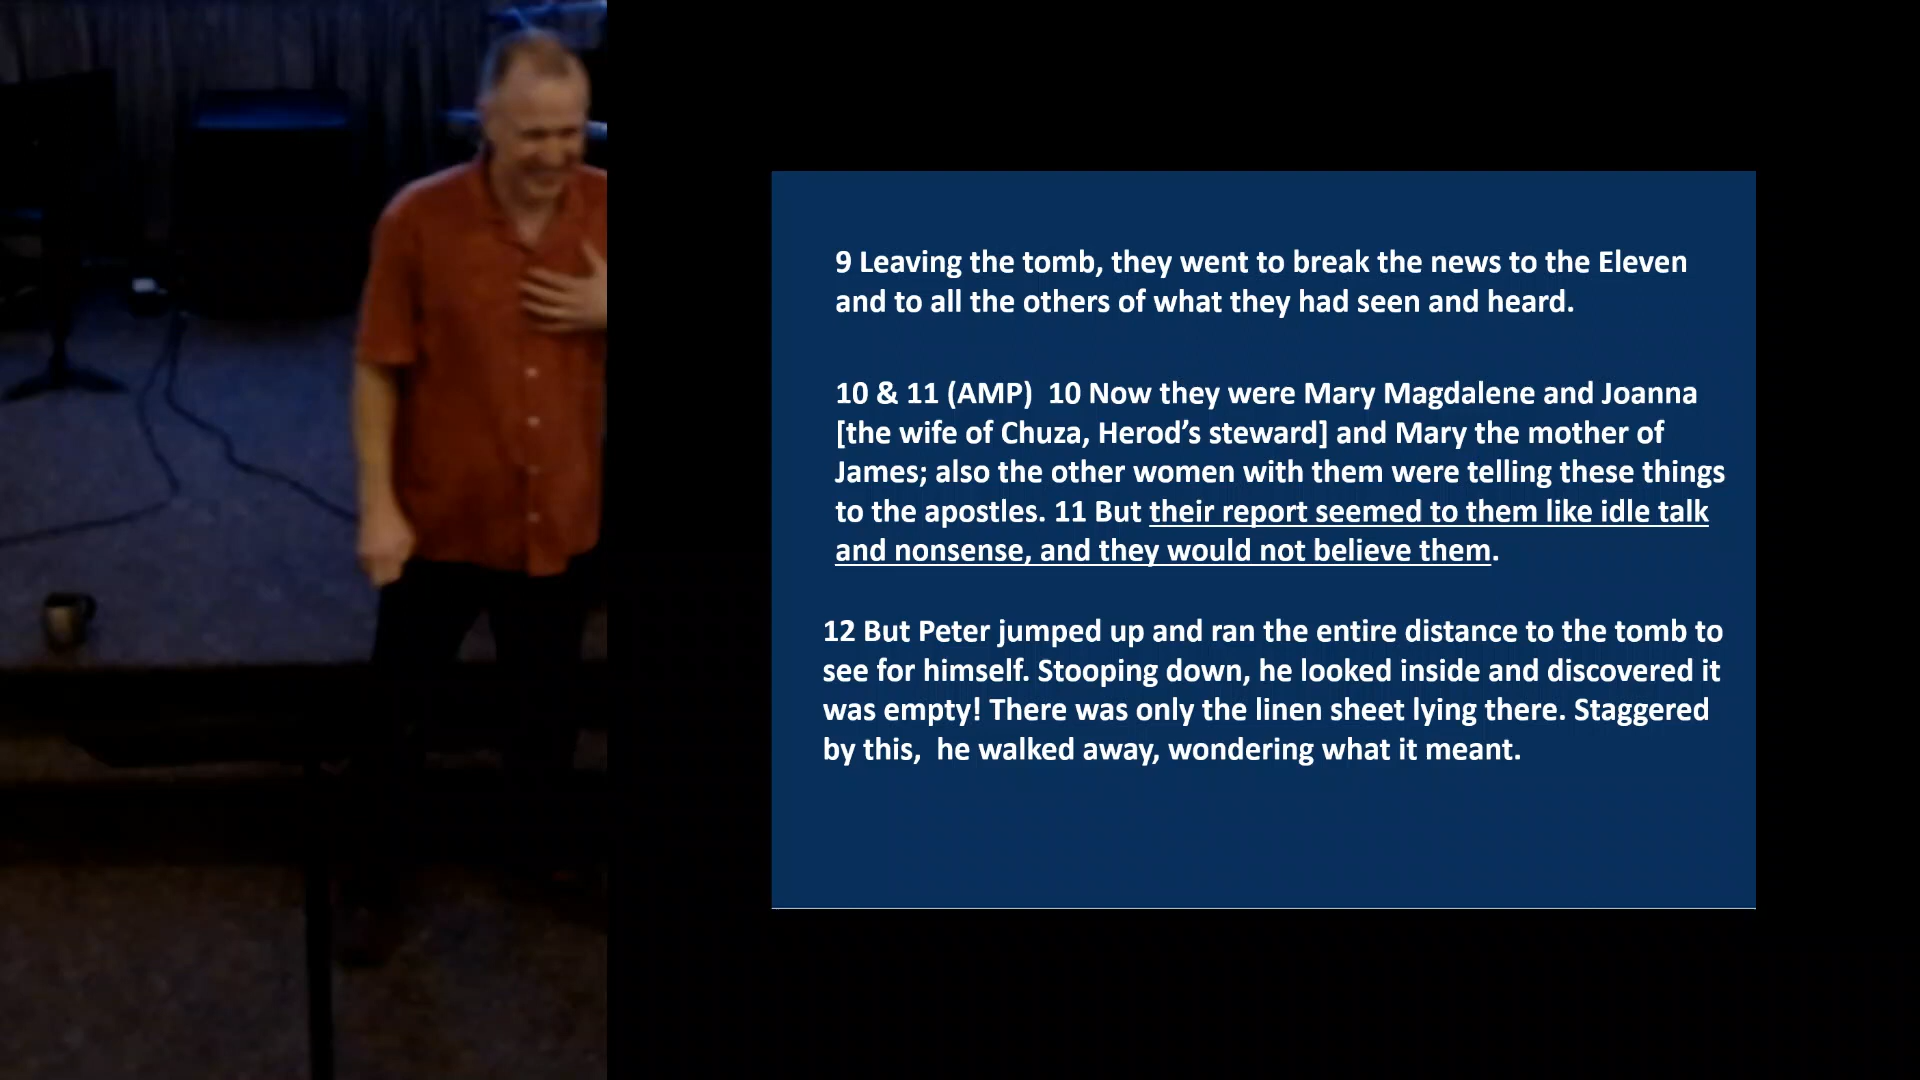 9 Leaving the tomb, they went to break the news to the Eleven
and to all the others of what they had seen and heard.
10 & 11 (AMP)  10 Now they were Mary Magdalene and Joanna
[the wife of Chuza, Herod’s steward] and Mary the mother of
James; also the other women with them were telling these things
to the apostles. 11 But their report seemed to them like idle talk
and nonsense, and they would not believe them.
12 But Peter jumped up and ran the entire distance to the tomb to
see for himself. Stooping down, he looked inside and discovered it
was empty! There was only the linen sheet lying there. Staggered
by this,  he walked away, wondering what it meant.